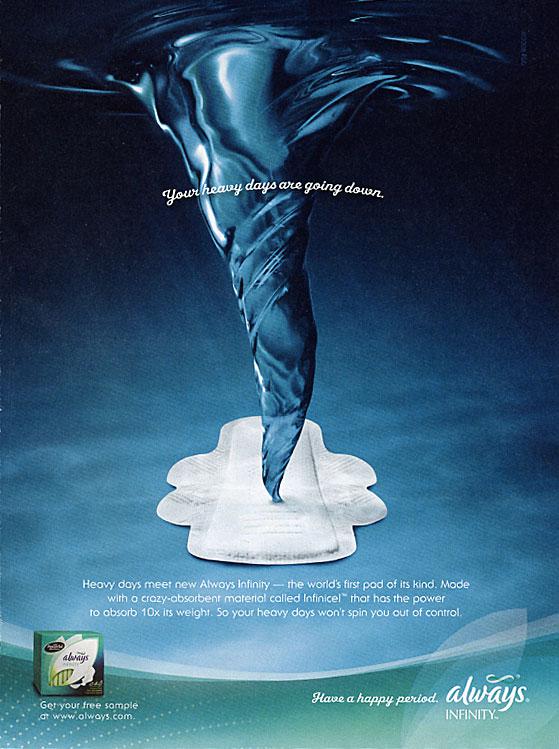 Your heavy days are going down.
Heavy days meet new Always Infinity — the world's first pad of its kind. Made
with a crazy-absorbent material called Infinicel™ that has the power
to absorb 10x its weight. So your heavy days won't spin you out of control.
always
INFINITY
Get your free sample
at www.always.com.
Have a happy period. always®
INFINITY™